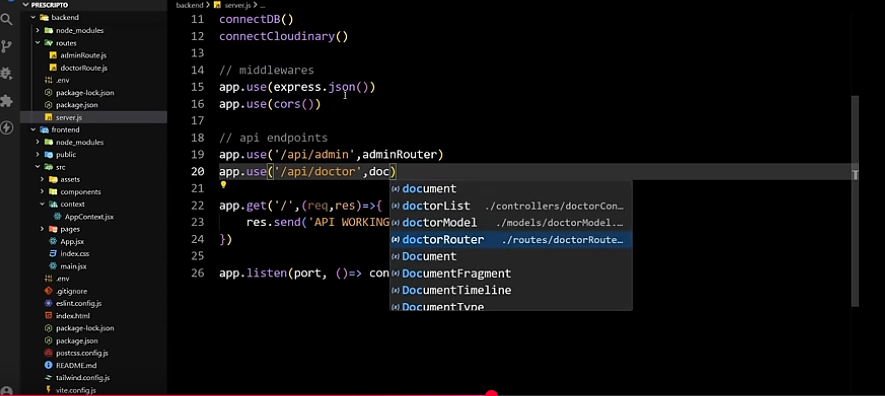 PRESCRIPTO
backend
node_modules
routes
adminRoute.js
doctorRoute.js
.env
package-lock.json
package.json
server.js
frontend
node_modules
public
src
assets
components
context
AppContext.jsx
pages
App.jsx
index.css
main.jsx
.env
.gitignore
eslint.config.js
index.html
package-lock.json
package.json
postcss.config.js
README.md
tailwind.config.js
vite.config.js
backend > server.js > ...
11 connectDB()
12 connectCloudinary()
13
14 // middlewares
15 app.use(express.json())
16 app.use(cors())
17
18 // api endpoints
19 app.use('/api/admin',adminRouter)
20 app.use('/api/doctor',doc)
21
22 app.get('/',(req,res)=>{
23 res.send('API WORKING
24 })
25
26 app.listen(port, ()=> con
document
doctorList ./controllers/doctorCon…
doctorModel ./models/doctorModel.…
doctorRouter ./routes/doctorRoute…
Document
DocumentFragment
DocumentTimeline
DocumentType